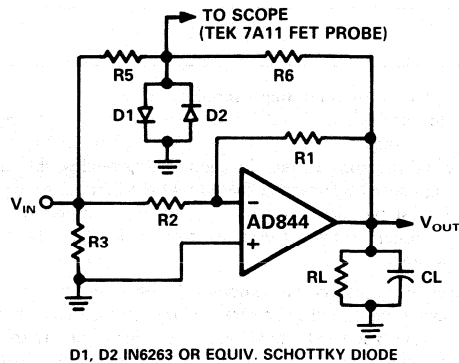 TO SCOPE
(TEK 7A11 FET PROBE)
R5
R6
D1
D2
R1
VIN
R2
AD844
−
+
R3
VOUT
RL
CL
D1, D2 IN6263 OR EQUIV. SCHOTTKY DIODE